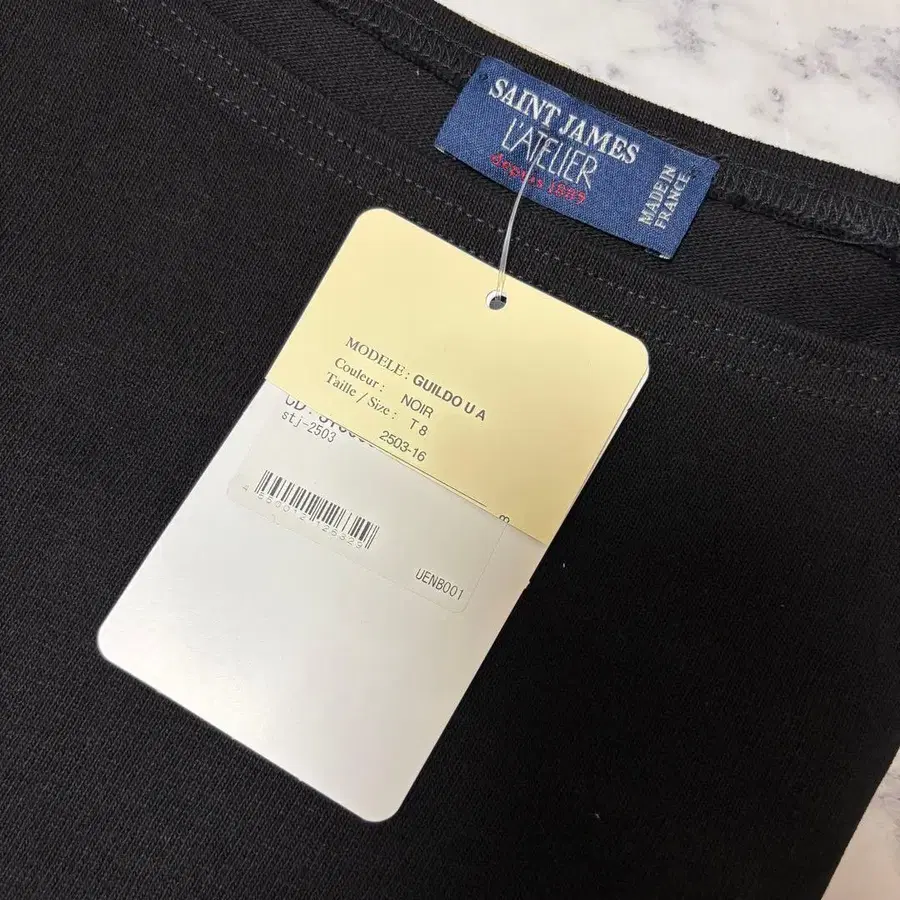 SAINT JAMES
L'ATELIER
depuis 1889
MADE IN
FRANCE
MODELE : GUILDO U A
Couleur : NOIR
Taille / Size : T 8
2503-16
stj-2503
UENB001